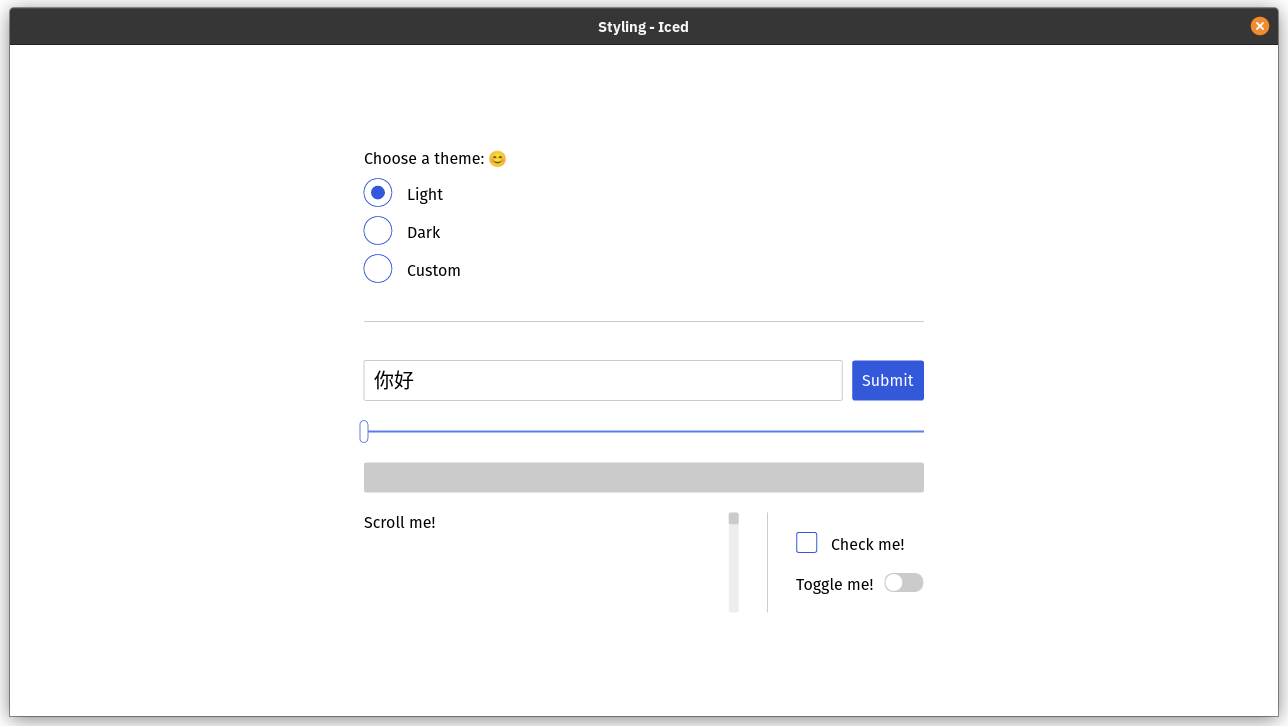 Styling - Iced
Choose a theme: 😊
Light
Dark
Custom
你好
Submit
Scroll me!
Check me!
Toggle me!